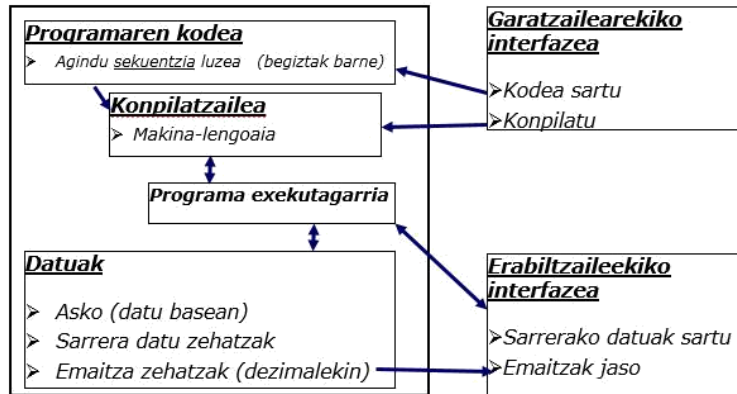 Programaren kodea
➢ Agindu sekuentzia luzea (begiztak barne)
Konpilatzailea
➢ Makina-lengoaia
Programa exekutagarria
Datuak
➢ Asko (datu basean)
➢ Sarrera datu zehatzak
➢ Emaitza zehatzak (dezimalekin)
Garatzailearekiko
interfazea
➢Kodea sartu
➢Konpilatu
Erabiltzaileekiko
interfazea
➢Sarrerako datuak sartu
➢Emaitzak jaso